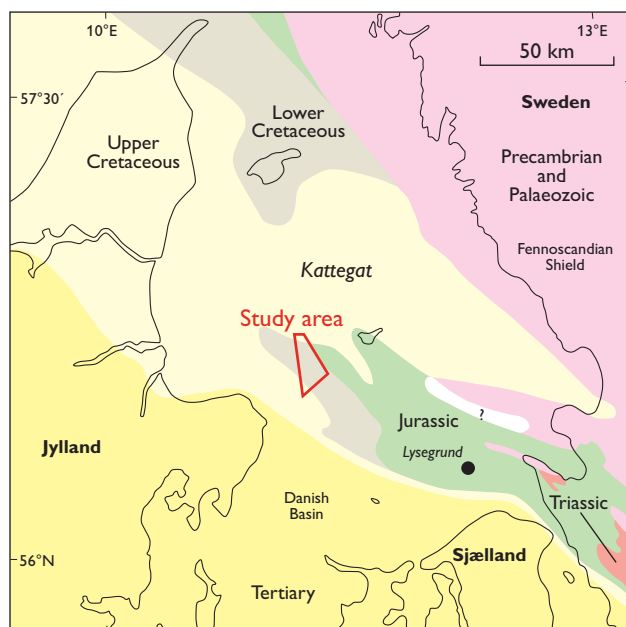 10°E
13°E
50 km
57°30´
Sweden
Lower
Cretaceous
Upper
Cretaceous
Precambrian
and
Palaeozoic
Fennoscandian
Shield
Kattegat
Study area
?
Jurassic
Jylland
Lysegrund
Danish
Basin
Triassic
56°N
Sjælland
Tertiary